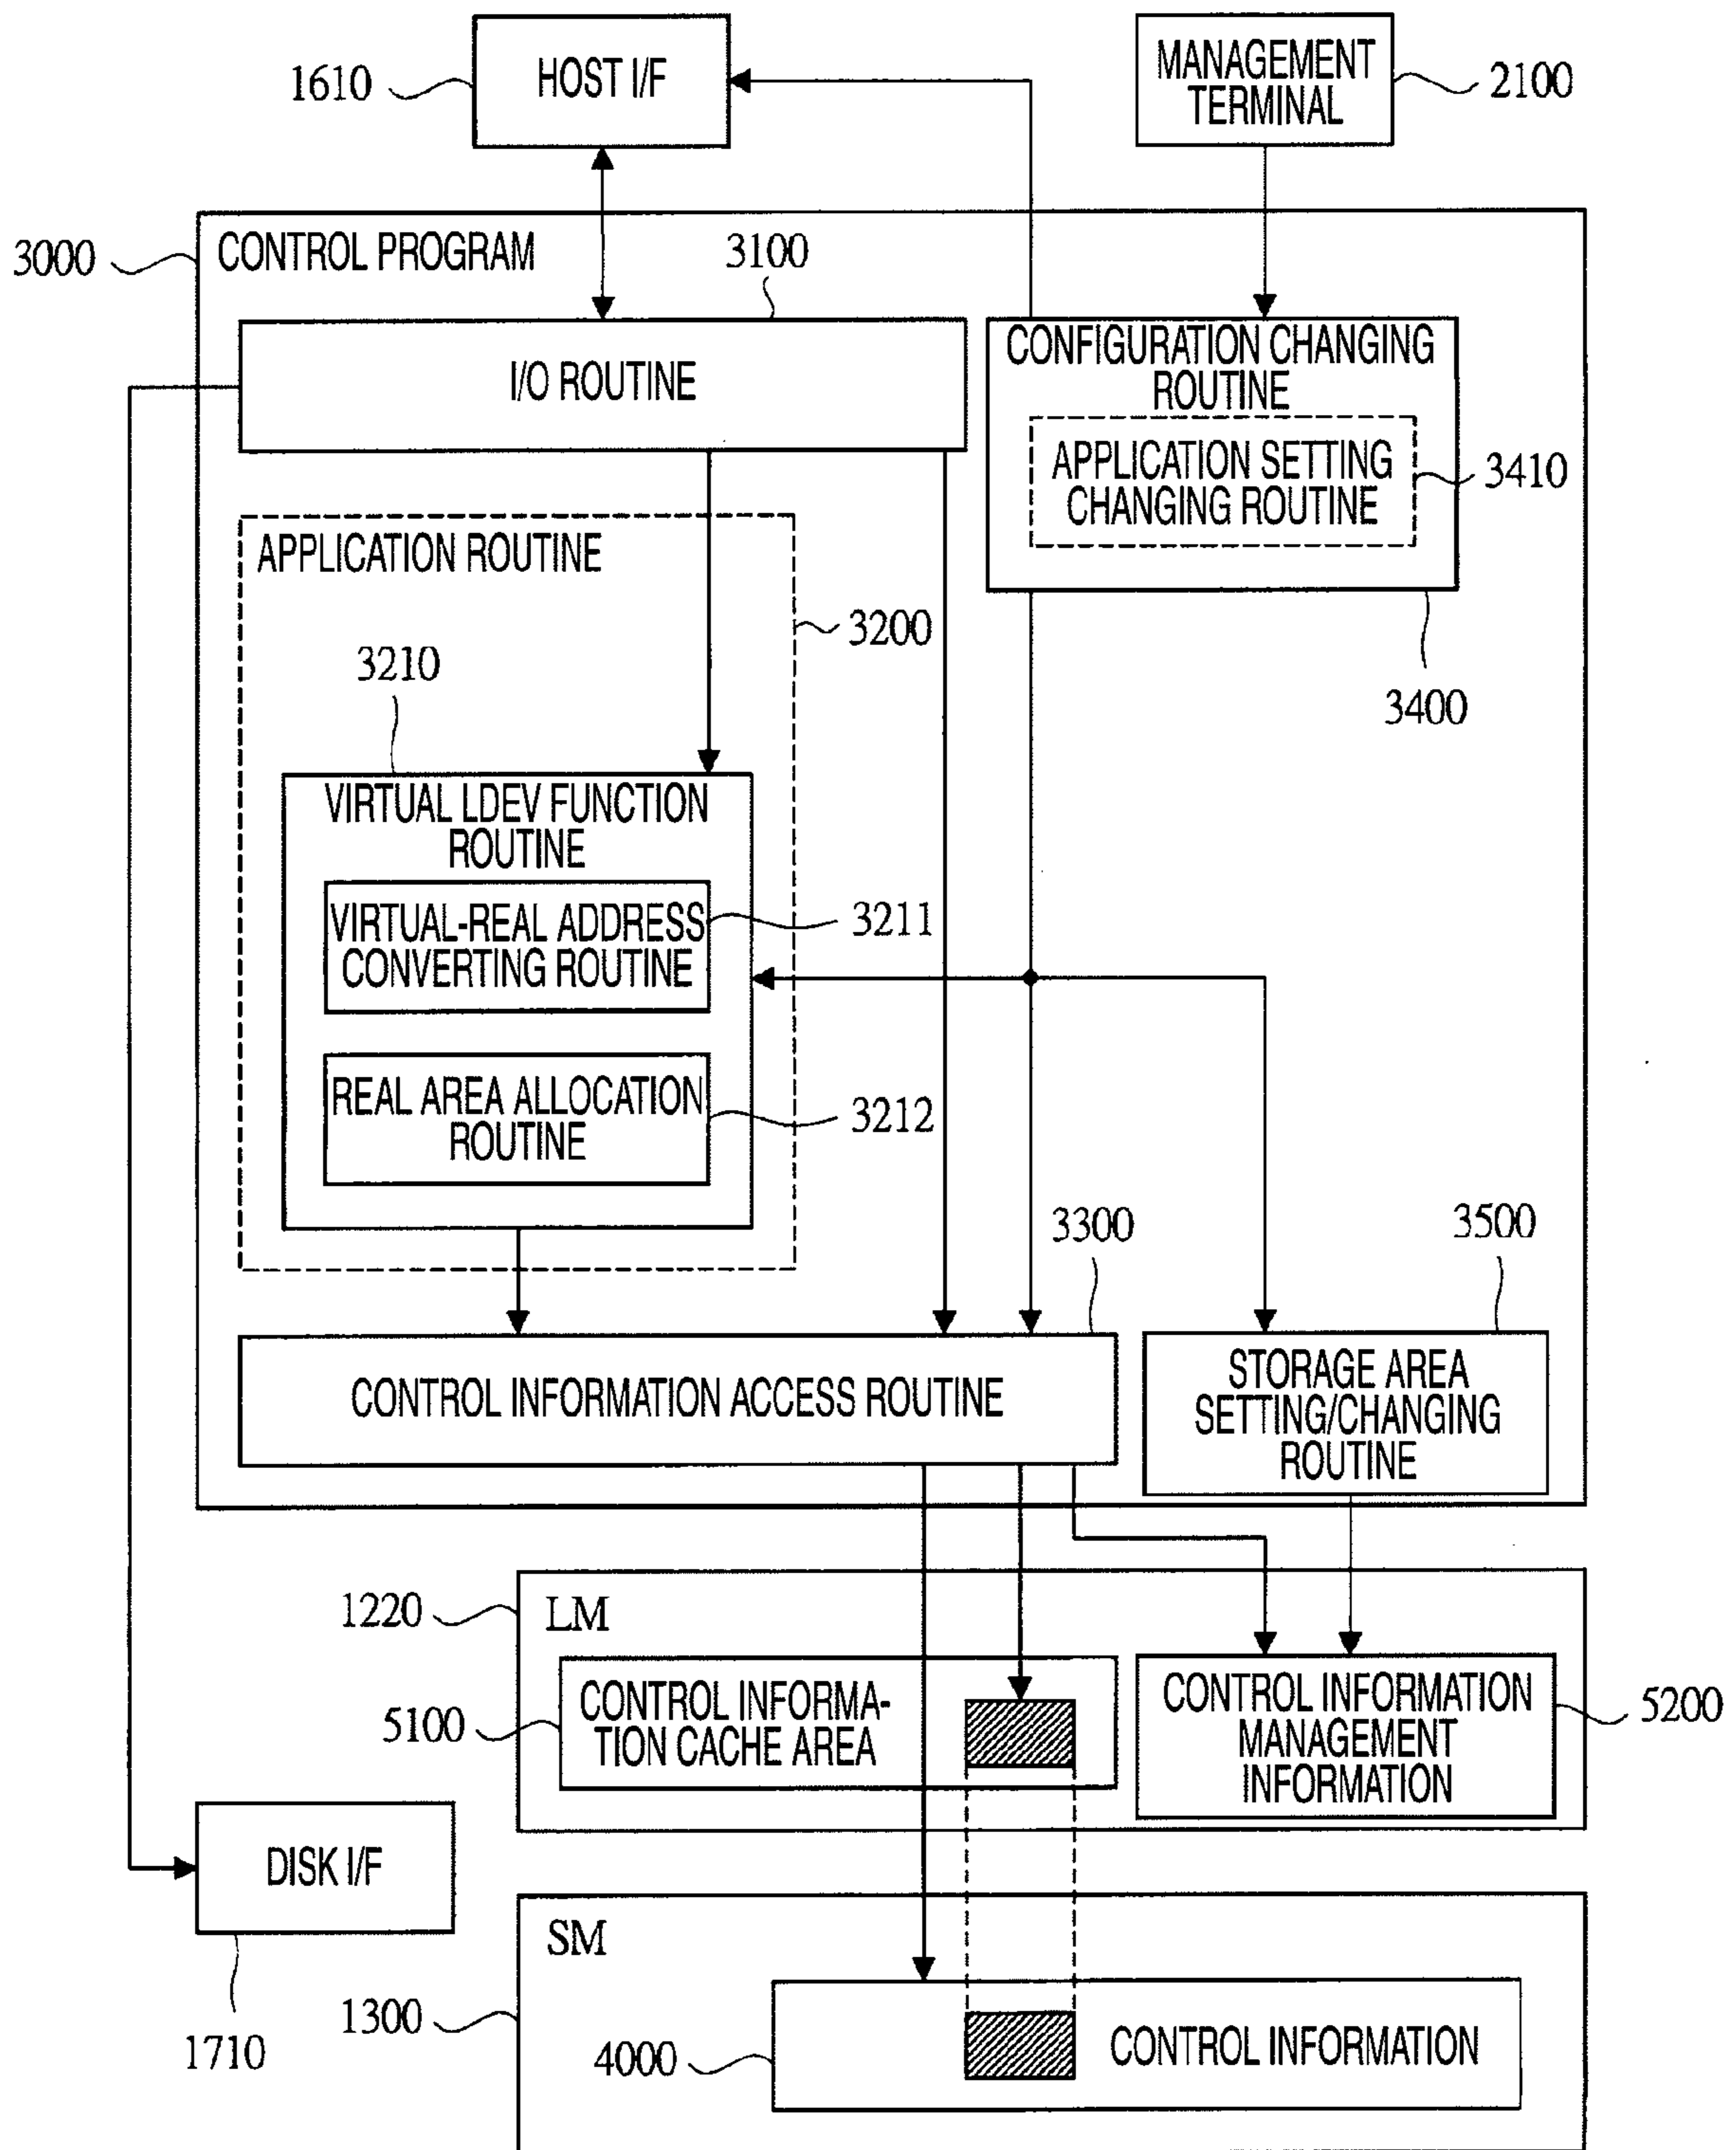 1610
HOST I/F
MANAGEMENT
TERMINAL
2100
3000
CONTROL PROGRAM
3100
I/O ROUTINE
CONFIGURATION CHANGING
ROUTINE
APPLICATION SETTING
CHANGING ROUTINE
3410
3400
APPLICATION ROUTINE
3200
3210
VIRTUAL LDEV FUNCTION
ROUTINE
VIRTUAL-REAL ADDRESS
CONVERTING ROUTINE
3211
REAL AREA ALLOCATION
ROUTINE
3212
3300
3500
CONTROL INFORMATION ACCESS ROUTINE
STORAGE AREA
SETTING/CHANGING
ROUTINE
1220
LM
5100
CONTROL INFORMA-
TION CACHE AREA
CONTROL INFORMATION
MANAGEMENT
INFORMATION
5200
DISK I/F
1710
SM
1300
4000
CONTROL INFORMATION